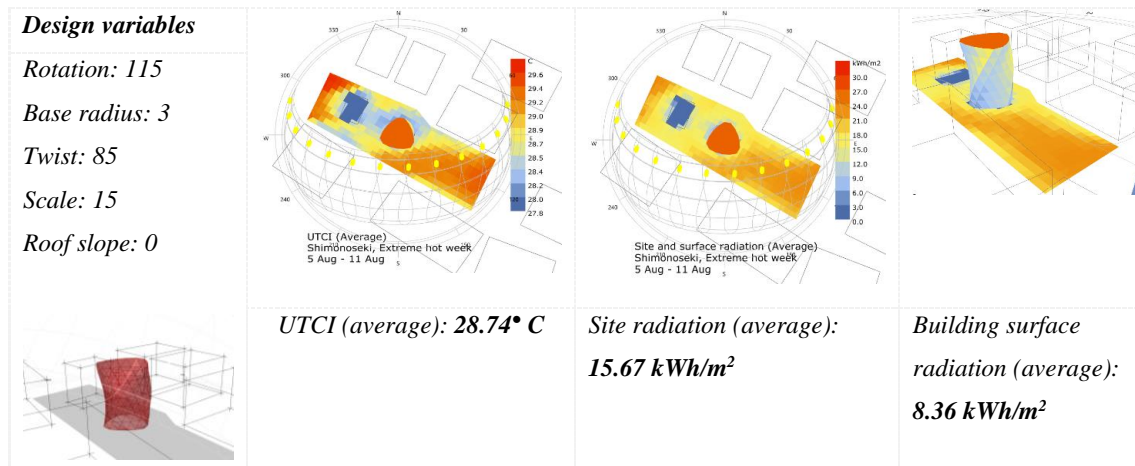 Design variables
Rotation: 115
Base radius: 3
Twist: 85
Scale: 15
Roof slope: 0
N
330
30
300
W
E
240
120
S
C
29.6
29.4
29.2
29.0
28.9
28.7
28.5
28.4
28.2
28.0
27.8
UTCI (Average)
Shimonoseki, Extreme hot week
5 Aug - 11 Aug
N
330
30
300
W
E
240
S
kWh/m2
30.0
27.0
24.0
21.0
18.0
15.0
12.0
9.0
6.0
3.0
0.0
Site and surface radiation (Average)
Shimonoseki, Extreme hot week
5 Aug - 11 Aug
UTCI (average): 28.74• C
Site radiation (average):
15.67 kWh/m²
Building surface
radiation (average):
8.36 kWh/m²